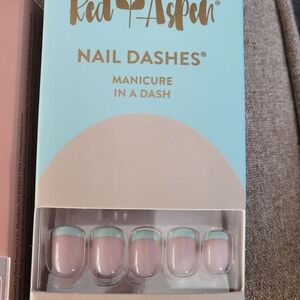 Red Aspen®
NAIL DASHES®
MANICURE
IN A DASH